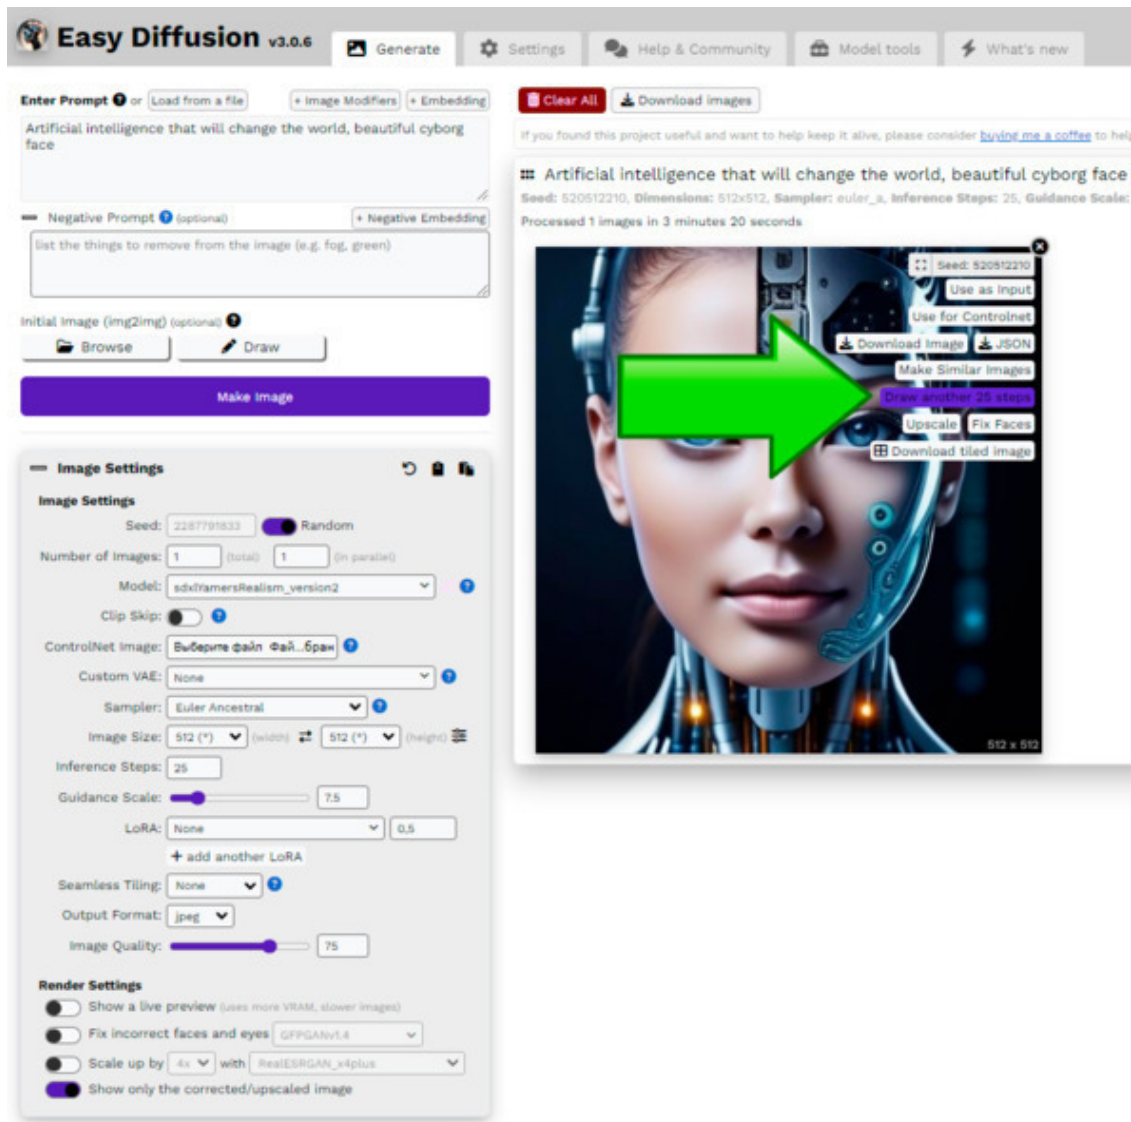 Easy Diffusion v3.0.6
Generate
Settings
Help & Community
Model tools
What's new
Enter Prompt ? or Load from a file + Image Modifiers + Embedding
Artificial intelligence that will change the world, beautiful cyborg
face
Negative Prompt ? (optional) + Negative Embedding
list the things to remove from the image (e.g. fog, green)
Initial Image (img2img) (optional) ?
Browse Draw
Make Image
Image Settings
Image Settings
Seed: 2287791833 Random
Number of Images: 1 (total) 1 (in parallel)
Model: sdxlYamersRealism_version2 ?
Clip Skip: ?
ControlNet Image: Выберите файл Фай...бран ?
Custom VAE: None ?
Sampler: Euler Ancestral ?
Image Size: 512 (*) (width) 512 (*) (height)
Inference Steps: 25
Guidance Scale: 7.5
LoRA: None 0,5
+ add another LoRA
Seamless Tiling: None ?
Output Format: jpeg
Image Quality: 75
Render Settings
Show a live preview (uses more VRAM, slower images)
Fix incorrect faces and eyes GFPGANv1.4
Scale up by 4x with RealESRGAN_x4plus
Show only the corrected/upscaled image
Clear All Download images
If you found this project useful and want to help keep it alive, please consider buying me a coffee to help
Artificial intelligence that will change the world, beautiful cyborg face
Seed: 520512210, Dimensions: 512x512, Sampler: euler_a, Inference Steps: 25, Guidance Scale:
Processed 1 images in 3 minutes 20 seconds
Seed: 520512210
Use as Input
Use for Controlnet
Download Image JSON
Make Similar Images
Draw another 25 steps
Upscale Fix Faces
Download tiled image
512 x 512